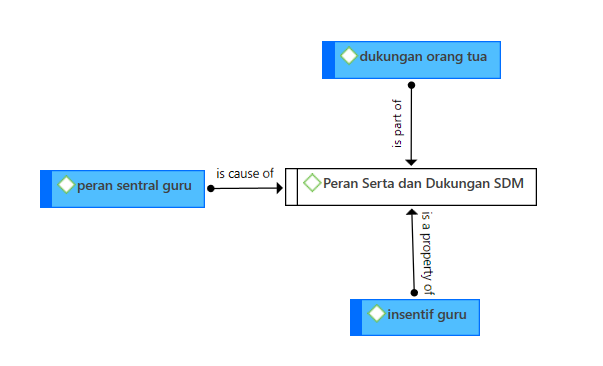 dukungan orang tua
is part of
peran sentral guru
is cause of
Peran Serta dan Dukungan SDM
is a property of
insentif guru